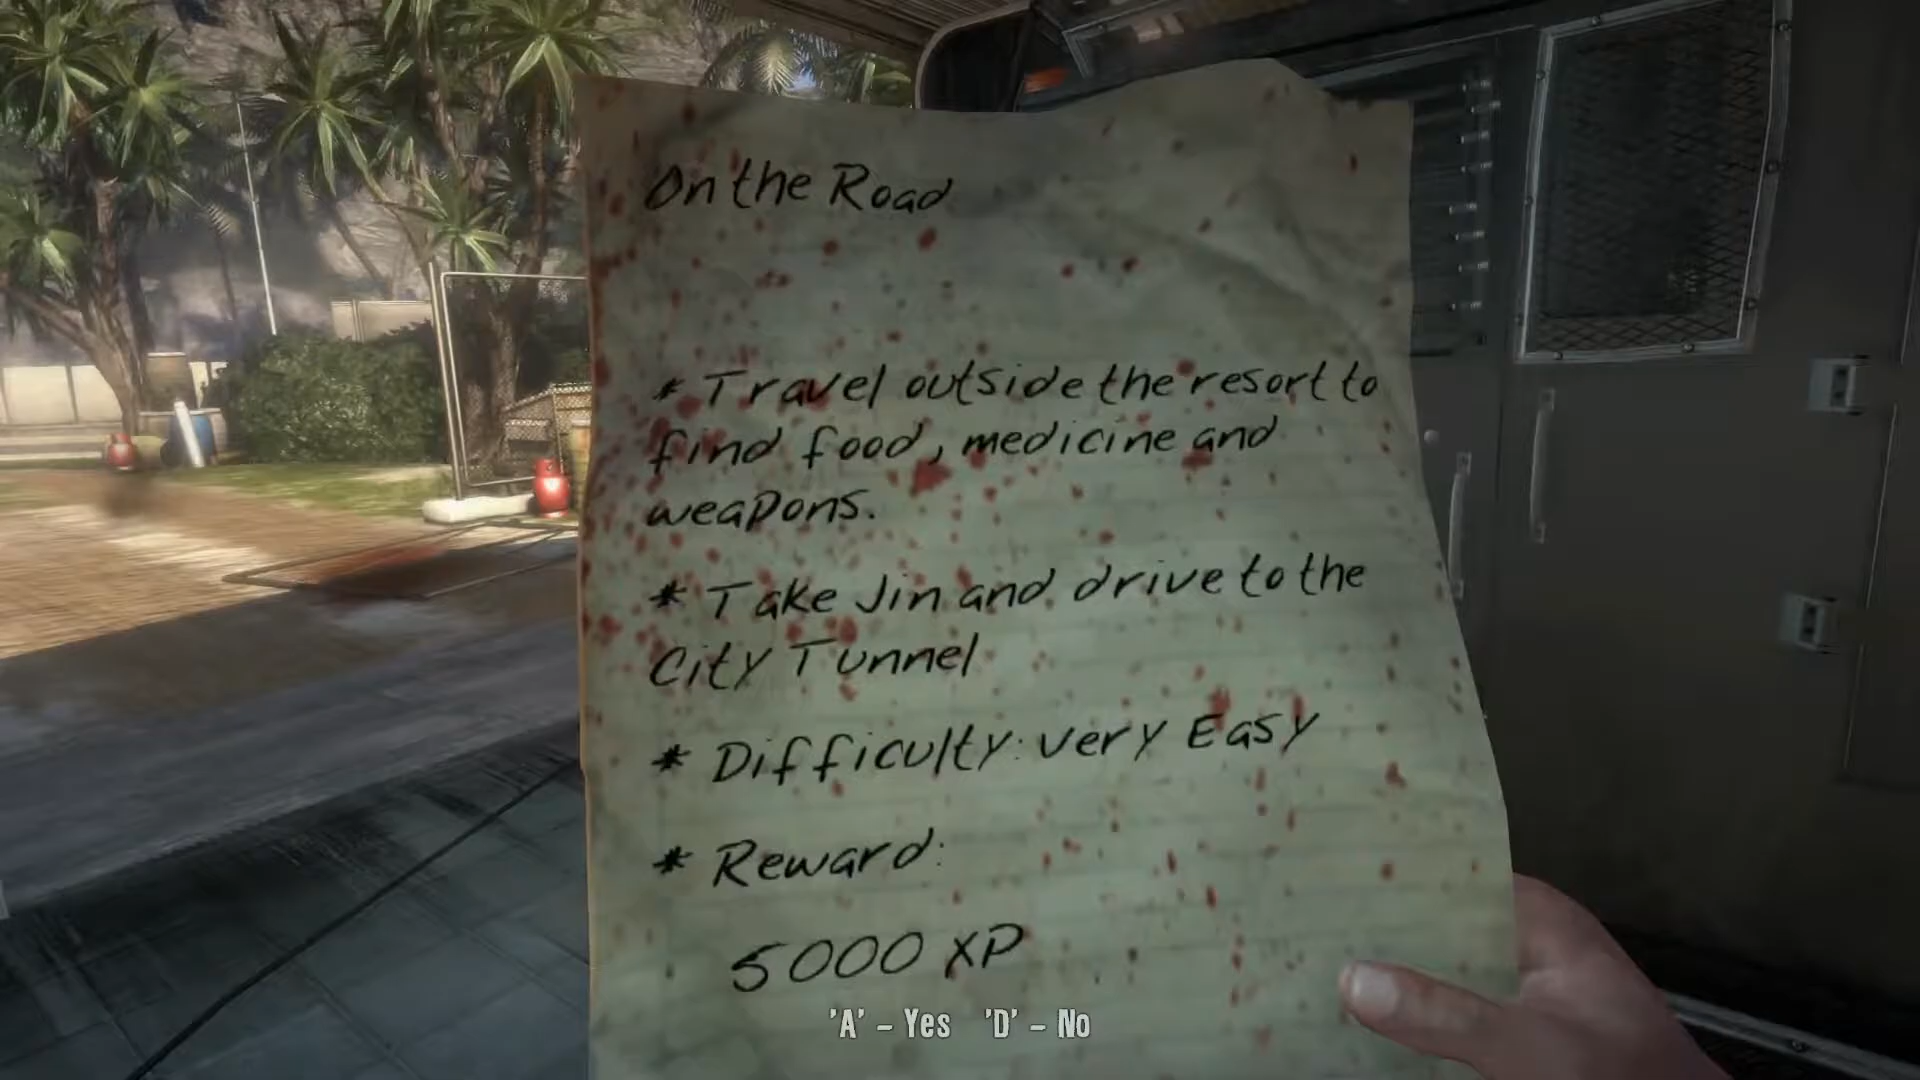 On the Road
* Travel outside the resort to
find food, medicine and
weapons.
* Take Jin and drive to the
City Tunnel
* Difficulty: very Easy
* Reward:
5000 XP
'A' – Yes 'D' – No